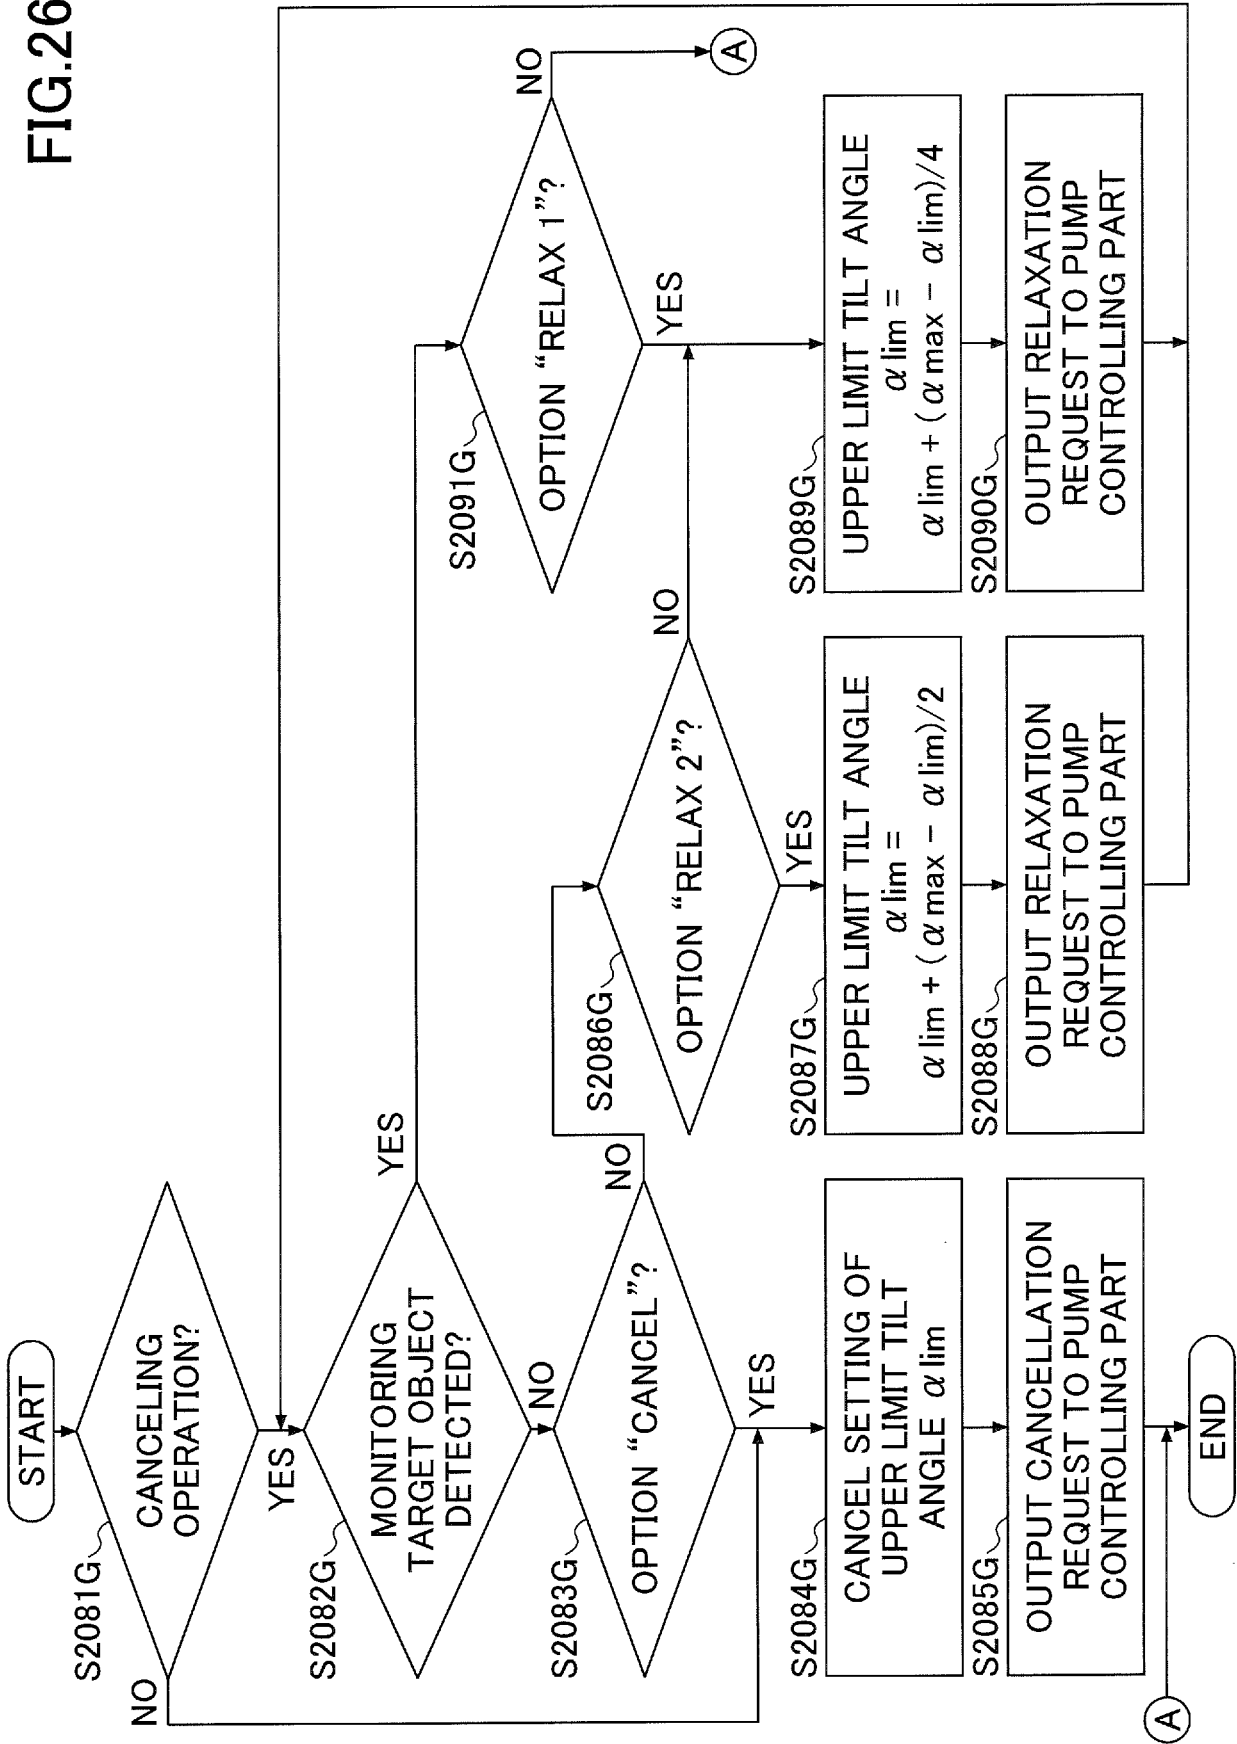 FIG.26
START
S2081G
CANCELING
OPERATION?
NO
YES
S2082G
MONITORING
TARGET OBJECT
DETECTED?
YES
NO
S2083G
OPTION “CANCEL”?
NO
YES
S2084G
CANCEL SETTING OF
UPPER LIMIT TILT
ANGLE α lim
S2085G
OUTPUT CANCELLATION
REQUEST TO PUMP
CONTROLLING PART
A
END
S2086G
OPTION “RELAX 2”?
NO
YES
S2087G
UPPER LIMIT TILT ANGLE
α lim =
α lim + (α max − α lim)/2
S2088G
OUTPUT RELAXATION
REQUEST TO PUMP
CONTROLLING PART
S2091G
OPTION “RELAX 1”?
NO
A
YES
S2089G
UPPER LIMIT TILT ANGLE
α lim =
α lim + (α max − α lim)/4
S2090G
OUTPUT RELAXATION
REQUEST TO PUMP
CONTROLLING PART